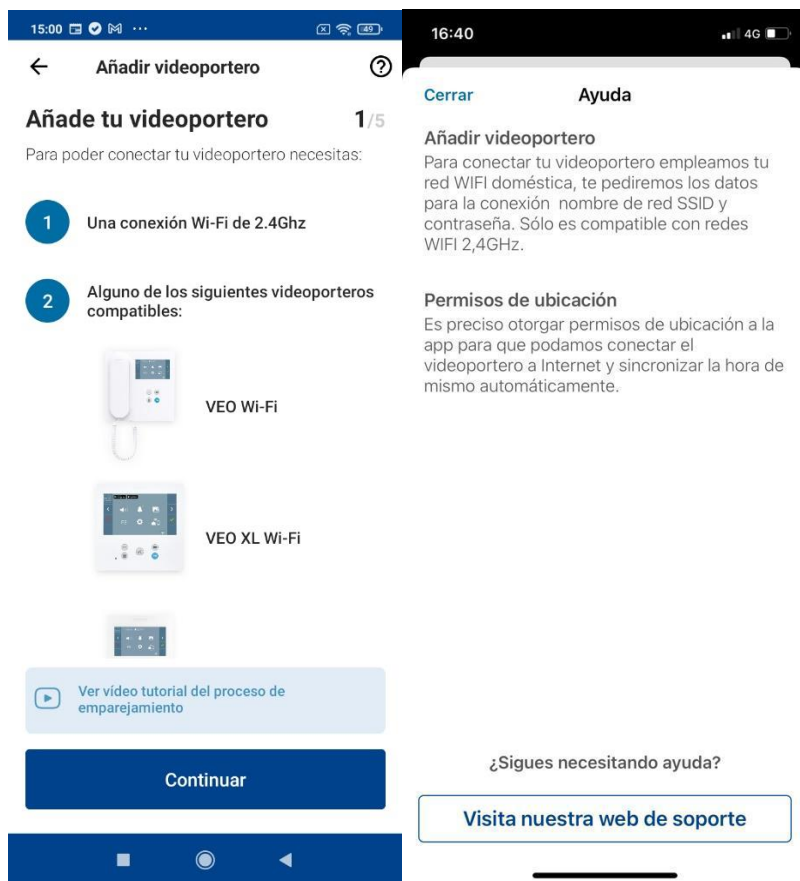 15:00
49
Añadir videoportero
Añade tu videoportero 1/5
Para poder conectar tu videoportero necesitas:
1 Una conexión Wi-Fi de 2.4Ghz
2 Alguno de los siguientes videoporteros
compatibles:
VEO Wi-Fi
VEO XL Wi-Fi
Ver vídeo tutorial del proceso de
emparejamiento
Continuar
16:40
4G
Cerrar Ayuda
Añadir videoportero
Para conectar tu videoportero empleamos tu
red WIFI doméstica, te pediremos los datos
para la conexión nombre de red SSID y
contraseña. Sólo es compatible con redes
WIFI 2,4GHz.
Permisos de ubicación
Es preciso otorgar permisos de ubicación a la
app para que podamos conectar el
videoportero a Internet y sincronizar la hora de
mismo automáticamente.
¿Sigues necesitando ayuda?
Visita nuestra web de soporte